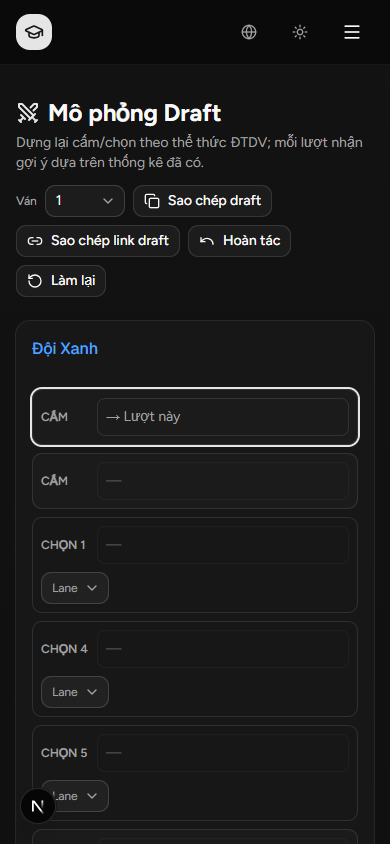 Mô phỏng Draft
Dựng lại cấm/chọn theo thể thức ĐTDV; mỗi lượt nhận
gợi ý dựa trên thống kê đã có.
Ván 1 Sao chép draft
Sao chép link draft Hoàn tác
Làm lại
Đội Xanh
CẤM → Lượt này
CẤM —
CHỌN 1 —
Lane
CHỌN 4 —
Lane
CHỌN 5 —
Lane
N